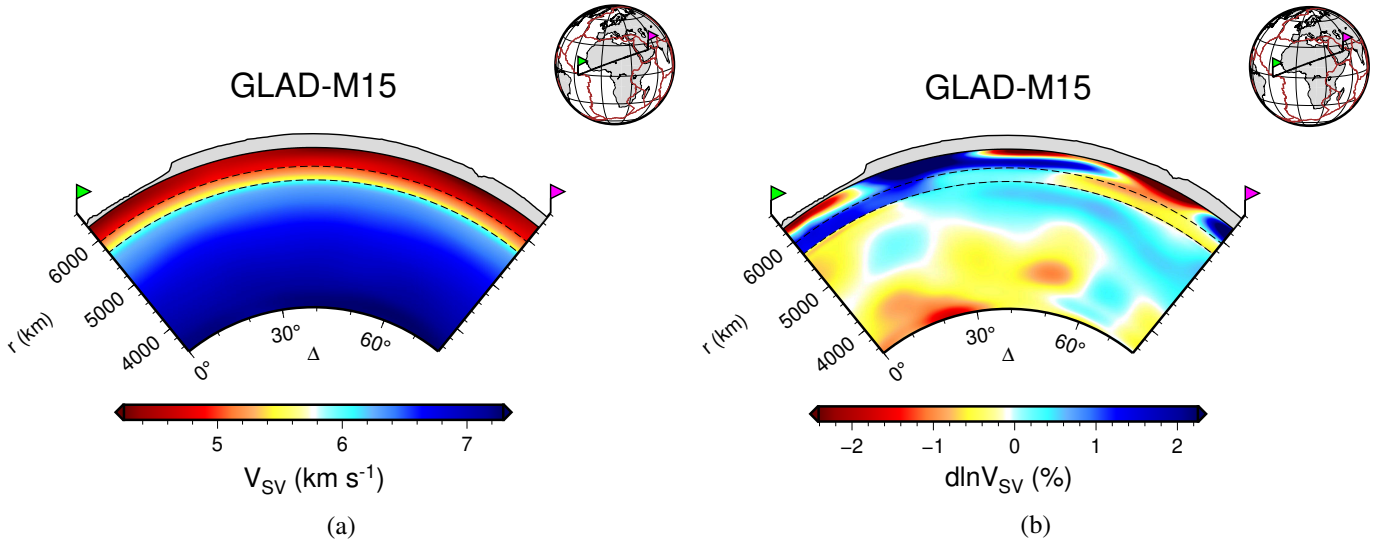 GLAD-M15
6000
5000
4000
r (km)
0°
30°
60°
Δ
5 6 7
V_SV (km s⁻¹)
(a)
GLAD-M15
6000
5000
4000
r (km)
0°
30°
60°
Δ
−2 −1 0 1 2
dlnV_SV (%)
(b)